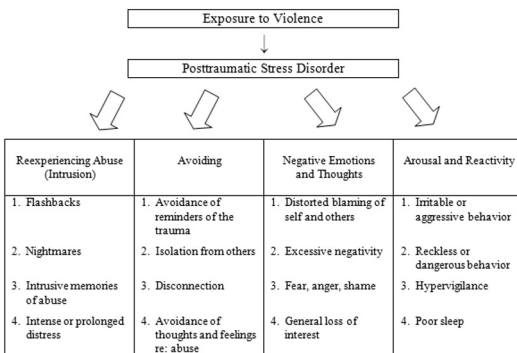 Exposure to Violence
Posttraumatic Stress Disorder
Reexperiencing Abuse
(Intrusion)
Avoiding
Negative Emotions
and Thoughts
Arousal and Reactivity
1. Flashbacks
2. Nightmares
3. Intrusive memories
of abuse
4. Intense or prolonged
distress
1. Avoidance of
reminders of the
trauma
2. Isolation from others
3. Disconnection
4. Avoidance of
thoughts and feelings
re: abuse
1. Distorted blaming of
self and others
2. Excessive negativity
3. Fear, anger, shame
4. General loss of
interest
1. Irritable or
aggressive behavior
2. Reckless or
dangerous behavior
3. Hypervigilance
4. Poor sleep